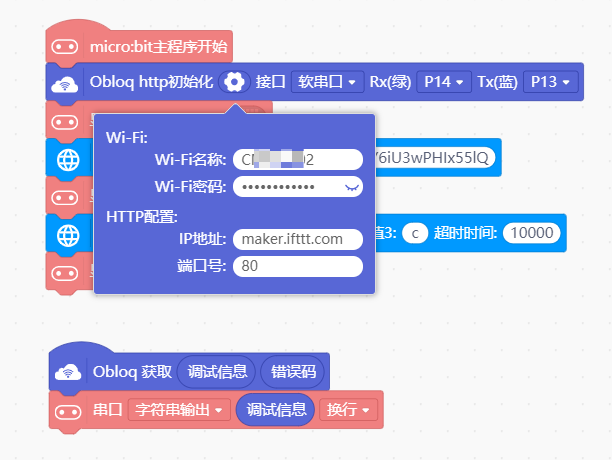 micro:bit主程序开始
Obloq http初始化 接口 软串口 Rx(绿) P14 Tx(蓝) P13
Wi-Fi:
Wi-Fi名称:
Wi-Fi密码: ••••••••••••
HTTP配置:
IP地址: maker.ifttt.com
端口号: 80
6iU3wPHIx55lQ
值3: c 超时时间: 10000
Obloq 获取 调试信息 错误码
串口 字符串输出 调试信息 换行